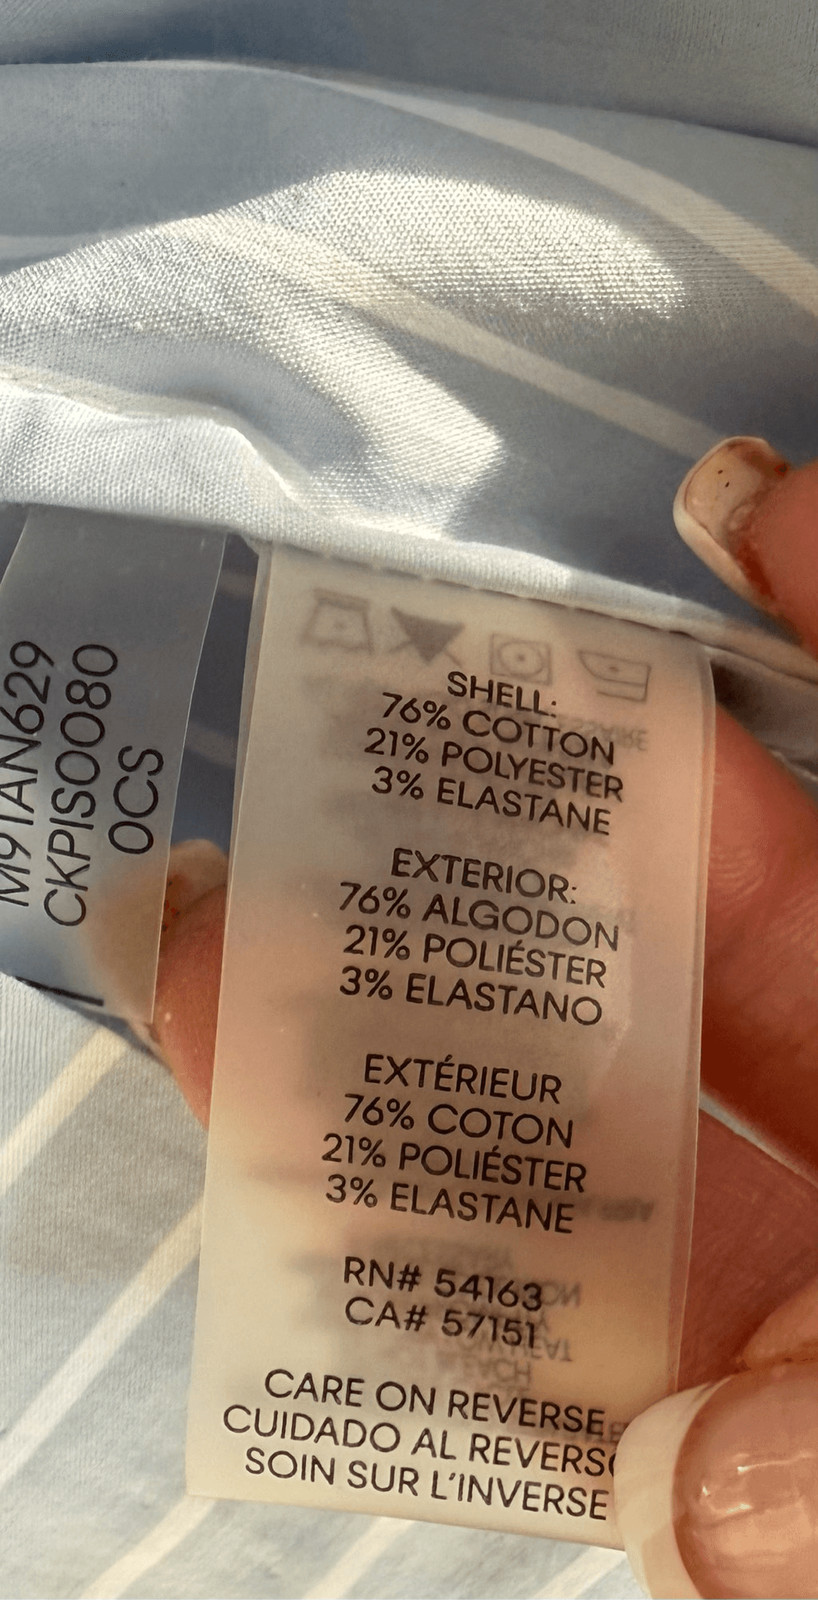 M91AN629
CKPIS0080
0CS
SHELL:
76% COTTON
21% POLYESTER
3% ELASTANE
EXTERIOR:
76% ALGODON
21% POLIÉSTER
3% ELASTANO
EXTÉRIEUR
76% COTON
21% POLIÉSTER
3% ELASTANE
RN# 54163
CA# 57151
CARE ON REVERSE
CUIDADO AL REVERSO
SOIN SUR L'INVERSE